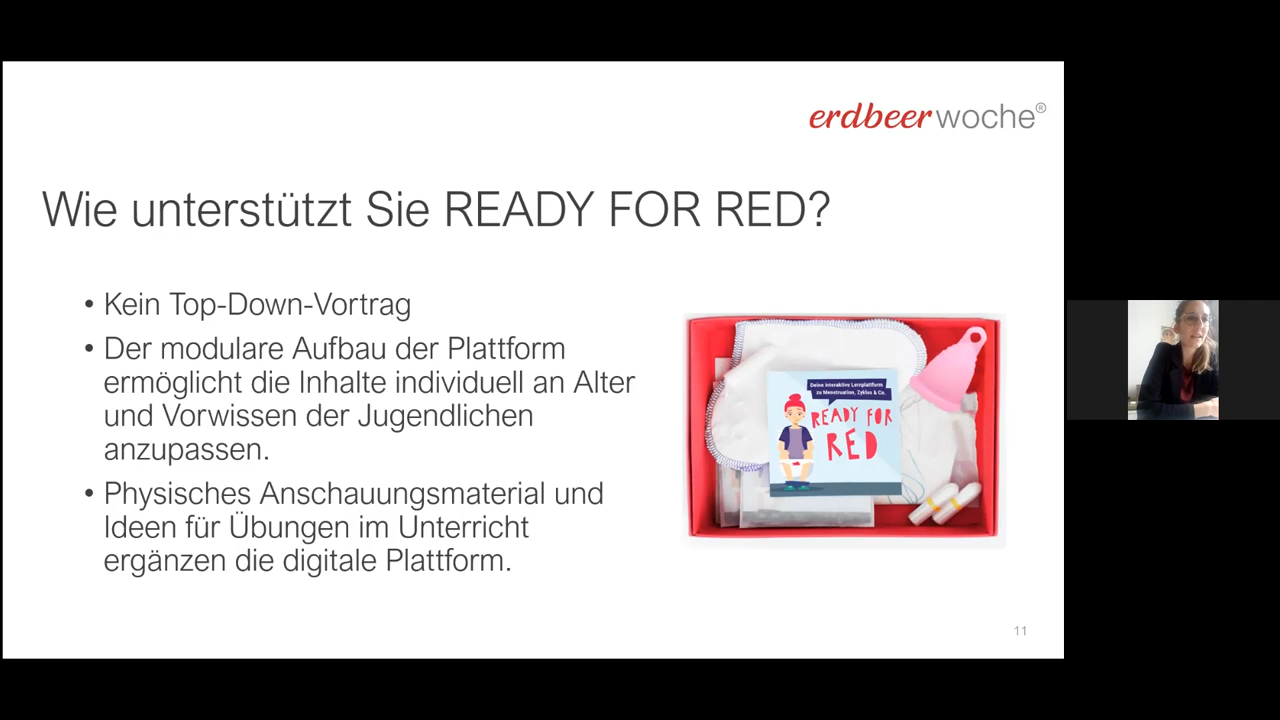 erdbeerwoche®
Wie unterstützt Sie READY FOR RED?
• Kein Top-Down-Vortrag
• Der modulare Aufbau der Plattform
ermöglicht die Inhalte individuell an Alter
und Vorwissen der Jugendlichen
anzupassen.
• Physisches Anschauungsmaterial und
Ideen für Übungen im Unterricht
ergänzen die digitale Plattform.
Deine interaktive Lernplattform
zu Menstruation, Zyklus & Co.
READY FOR
RED
11